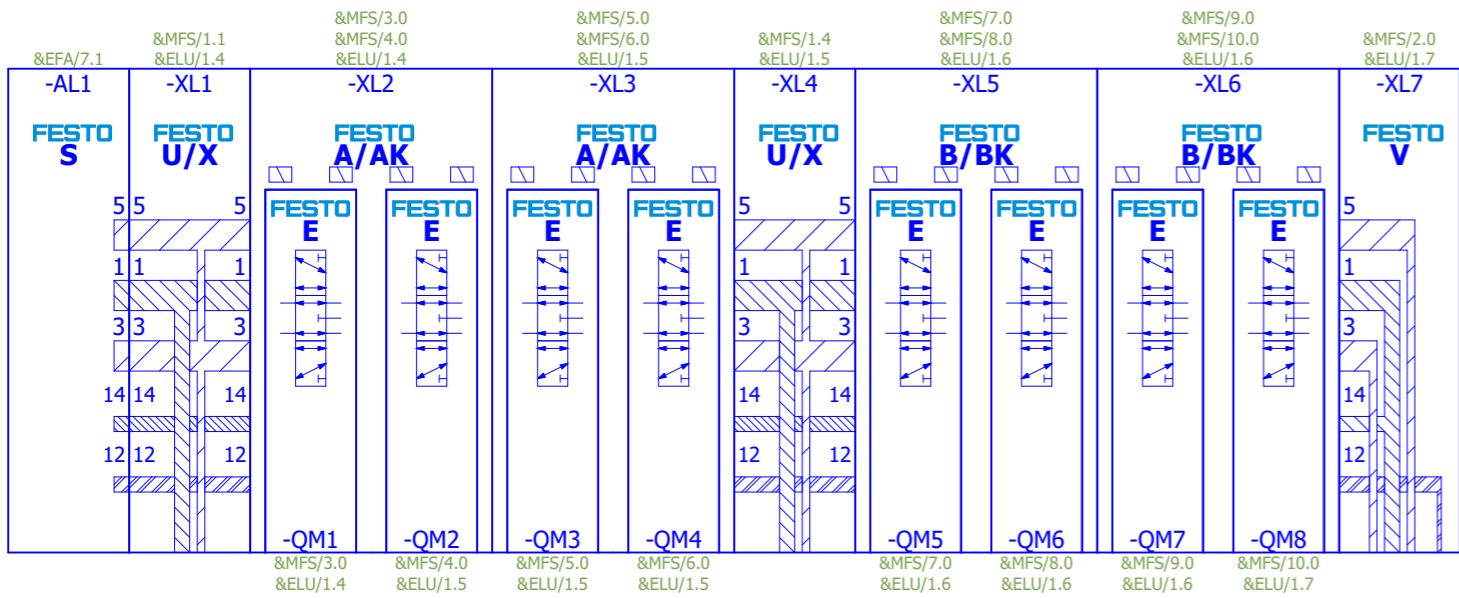 &MFS/3.0 &MFS/5.0 &MFS/7.0 &MFS/9.0
&MFS/1.1 &MFS/4.0 &MFS/6.0 &MFS/1.4 &MFS/8.0 &MFS/10.0 &MFS/2.0
&EFA/7.1 &ELU/1.4 &ELU/1.4 &ELU/1.5 &ELU/1.5 &ELU/1.6 &ELU/1.6 &ELU/1.7
-AL1 -XL1 -XL2 -XL3 -XL4 -XL5 -XL6 -XL7
FESTO FESTO FESTO FESTO FESTO FESTO FESTO FESTO
S U/X A/AK A/AK U/X B/BK B/BK V
5 5 5 FESTO FESTO FESTO FESTO 5 5 FESTO FESTO FESTO FESTO 5
E E E E E E E E
1 1 1 1 1 1
3 3 3 3 3 3
14 14 14 14 14 14
12 12 12 12 12 12
-QM1 -QM2 -QM3 -QM4 -QM5 -QM6 -QM7 -QM8
&MFS/3.0 &MFS/4.0 &MFS/5.0 &MFS/6.0 &MFS/7.0 &MFS/8.0 &MFS/9.0 &MFS/10.0
&ELU/1.4 &ELU/1.5 &ELU/1.5 &ELU/1.5 &ELU/1.6 &ELU/1.6 &ELU/1.6 &ELU/1.7